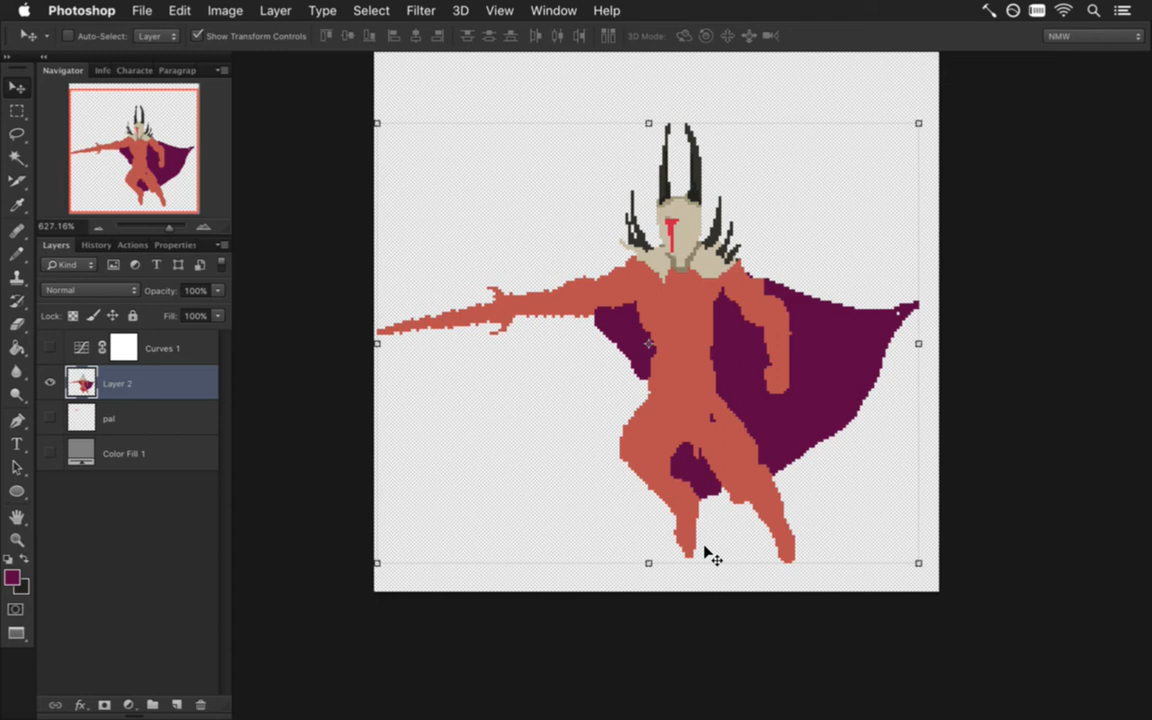 Photoshop File Edit Image Layer Type Select Filter 3D View Window Help
Auto-Select: Layer Show Transform Controls 3D Mode: NMW
Navigator Info Characte Paragrap
627.16%
Layers History Actions Properties
Kind
Normal Opacity: 100%
Lock: Fill: 100%
Curves 1
Layer 2
pal
Color Fill 1
fx